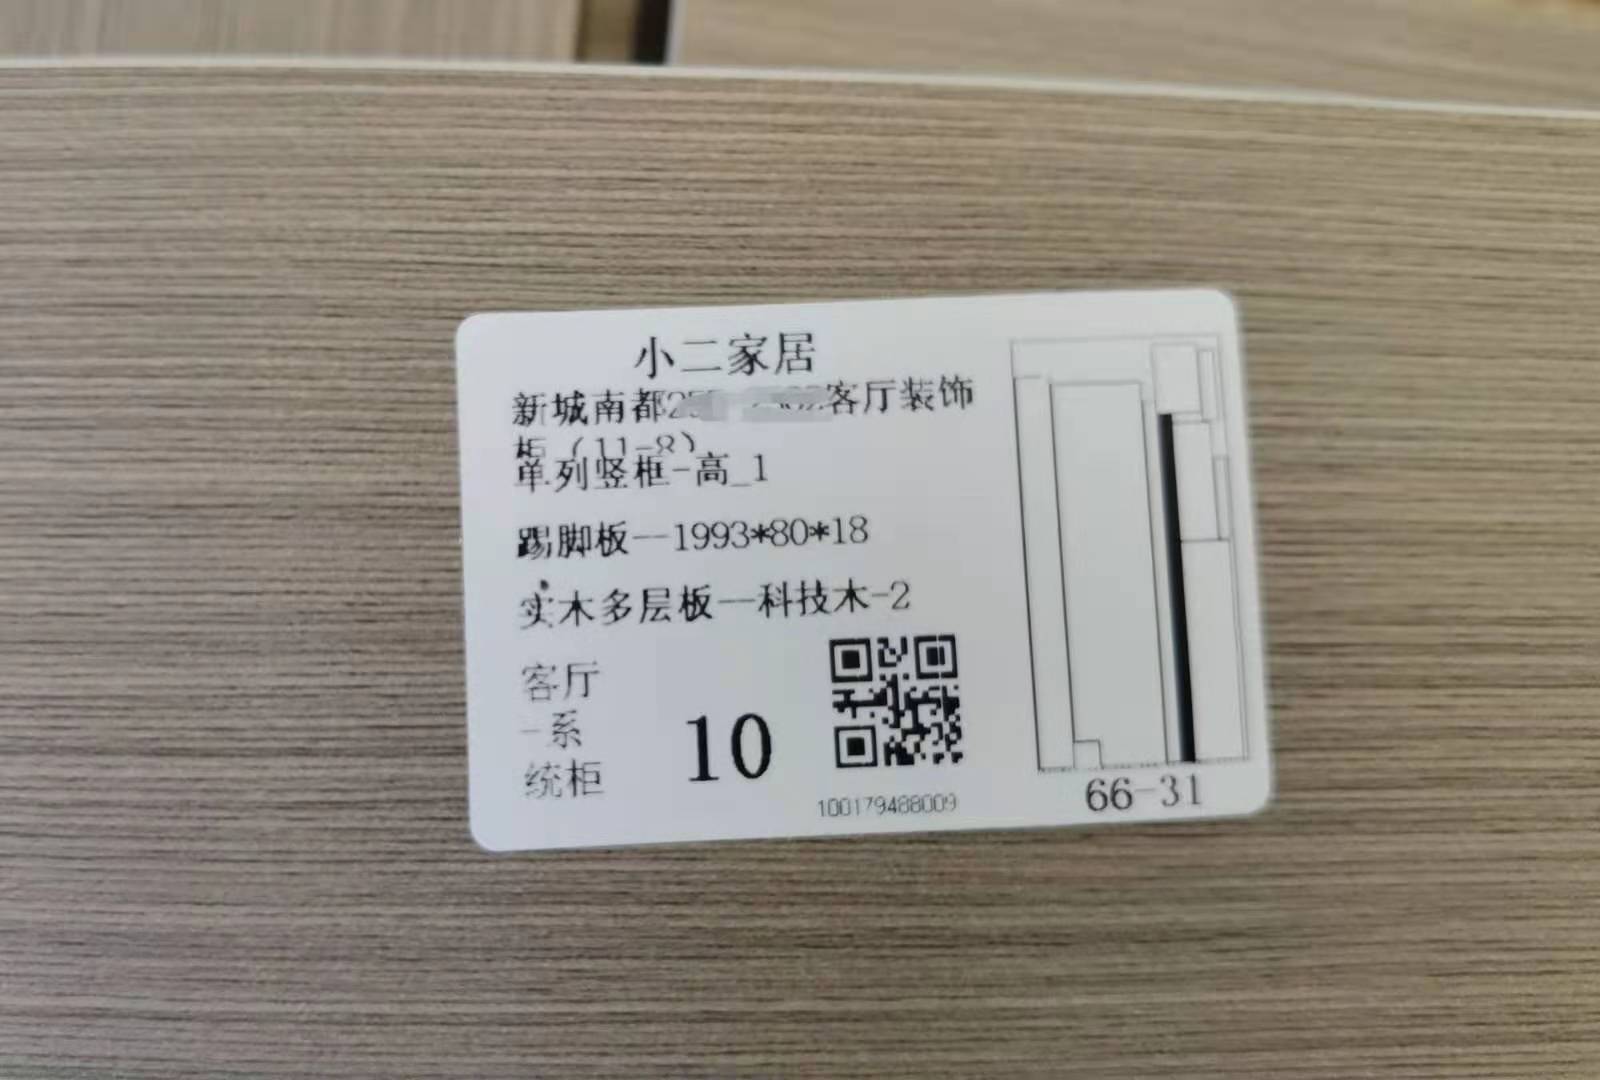 小二家居
新城南都2 客厅装饰
柜（11-8）
单列竖框-高_1
踢脚板—1993*80*18
实木多层板—科技木-2
客厅
-系
统柜
10
100179488009
66-31